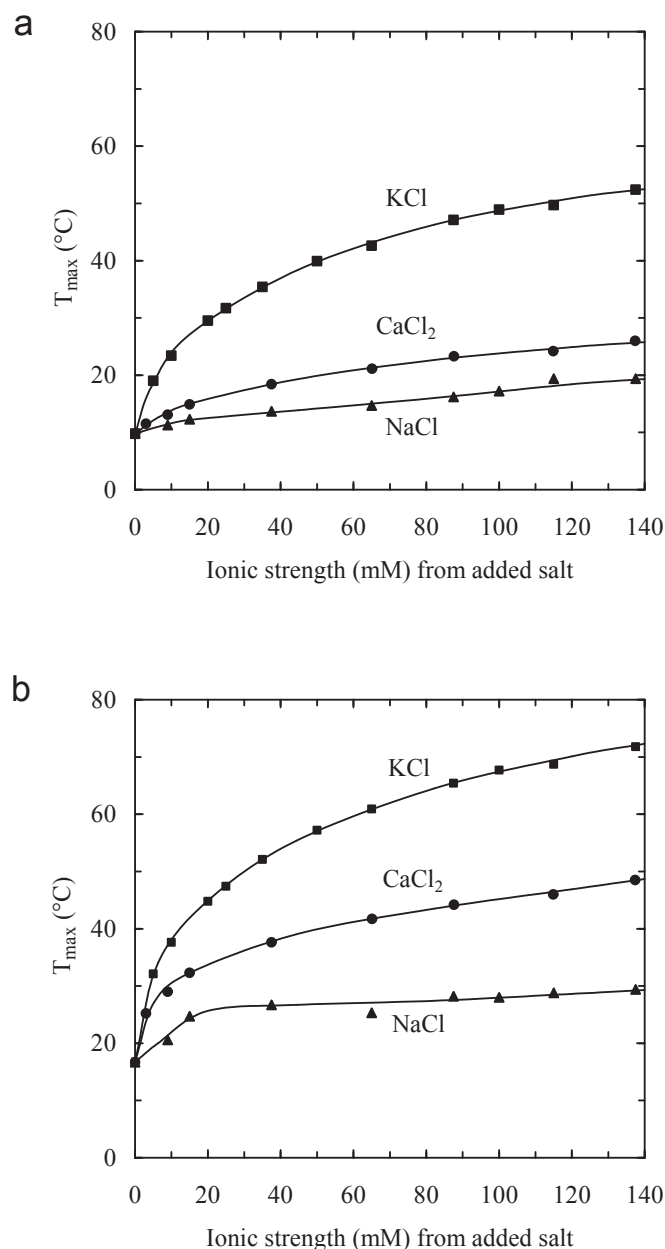 a
80
60
40
20
0
T_max (°C)
KCl
CaCl₂
NaCl
0 20 40 60 80 100 120 140
Ionic strength (mM) from added salt
b
80
60
40
20
0
T_max (°C)
KCl
CaCl₂
NaCl
0 20 40 60 80 100 120 140
Ionic strength (mM) from added salt